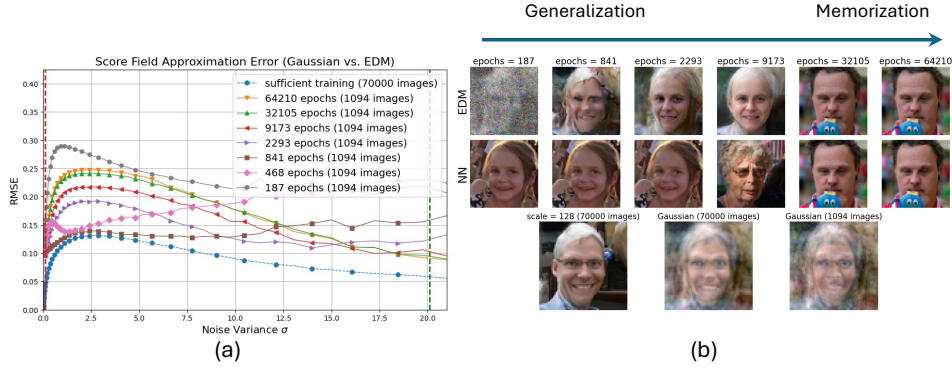 Generalization Memorization
Score Field Approximation Error (Gaussian vs. EDM)
RMSE
0.40
0.35
0.30
0.25
0.20
0.15
0.10
0.05
0.00
sufficient training (70000 images)
64210 epochs (1094 images)
32105 epochs (1094 images)
9173 epochs (1094 images)
2293 epochs (1094 images)
841 epochs (1094 images)
468 epochs (1094 images)
187 epochs (1094 images)
0.0 2.5 5.0 7.5 10.0 12.5 15.0 17.5 20.0
Noise Variance σ
(a)
epochs = 187 epochs = 841 epochs = 2293 epochs = 9173 epochs = 32105 epochs = 64210
EDM
NN
scale = 128 (70000 images) Gaussian (70000 images) Gaussian (1094 images)
(b)